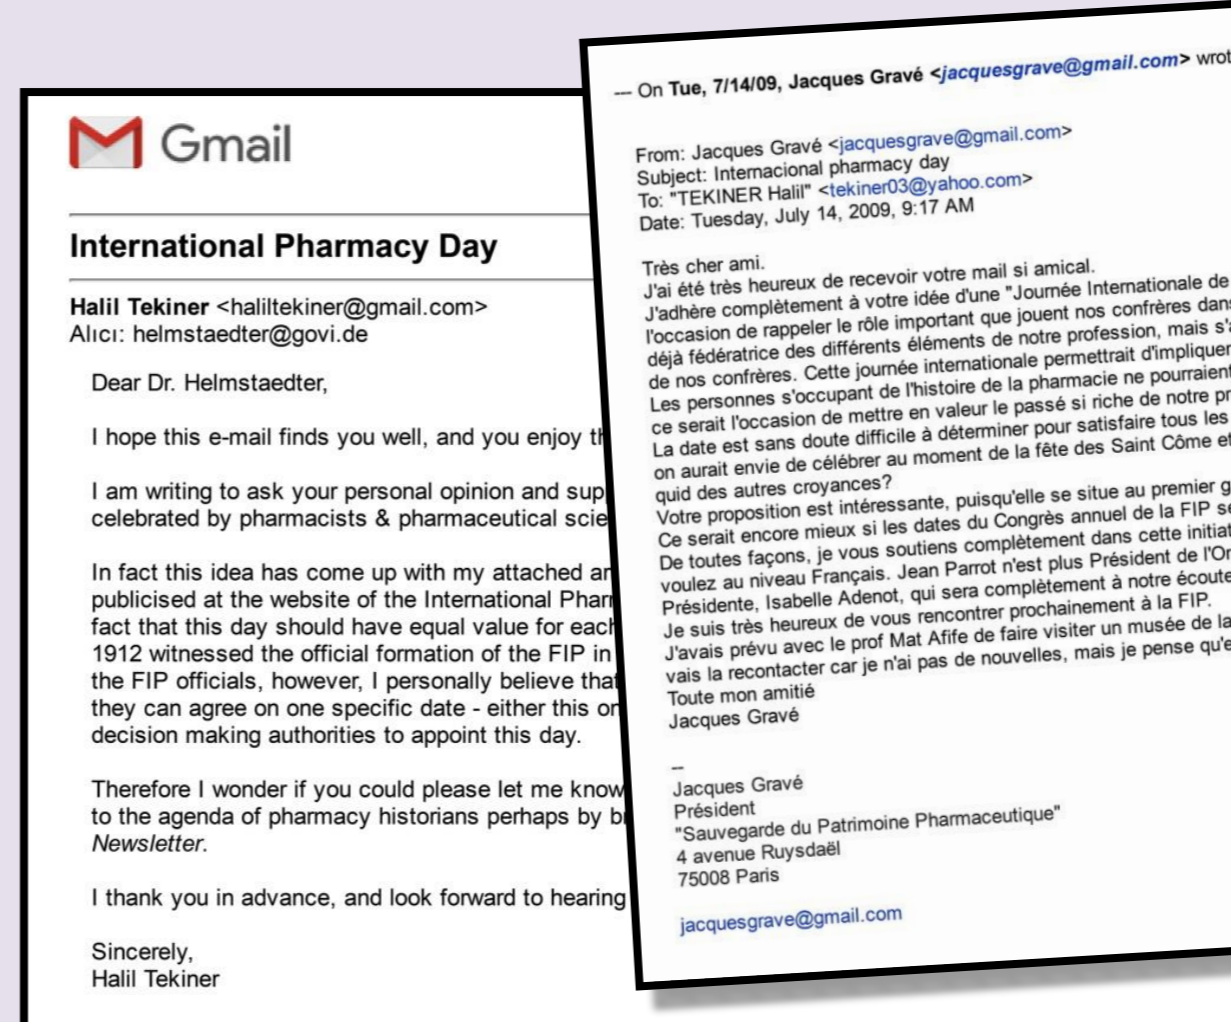 Gmail
International Pharmacy Day
Halil Tekiner <haliltekiner@gmail.com>
Alıcı: helmstaedter@govi.de
Dear Dr. Helmstaedter,
I hope this e-mail finds you well, and you enjoy
I am writing to ask your personal opinion and
celebrated by pharmacists & pharmaceutical
In fact this idea has come up with my attached
publicised at the website of the International
fact that this day should have equal value for each
1912 witnessed the official formation of the FIP in
the FIP officials, however, I personally believe that
they can agree on one specific date - either this
decision making authorities to appoint this day.
Therefore I wonder if you could please let me know
to the agenda of pharmacy historians perhaps by
Newsletter.
I thank you in advance, and look forward to hearing
Sincerely,
Halil Tekiner
--- On Tue, 7/14/09, Jacques Gravé <jacquesgrave@gmail.com> wrot
From: Jacques Gravé <jacquesgrave@gmail.com>
Subject: Internacional pharmacy day
To: "TEKINER Halil" <tekiner03@yahoo.com>
Date: Tuesday, July 14, 2009, 9:17 AM
Très cher ami.
J'ai été très heureux de recevoir votre mail si amical.
J'adhère complètement à votre idée d'une "Journée Internationale de
l'occasion de rappeler le rôle important que jouent nos confrères dans
déjà fédératrice des différents éléments de notre profession, mais
de nos confrères. Cette journée internationale permettrait d'impliquer
Les personnes s'occupant de l'histoire de la pharmacie ne pourraient
ce serait l'occasion de mettre en valeur le passé si riche de notre
La date est sans doute difficile à déterminer pour satisfaire tous les
on aurait envie de célébrer au moment de la fête des Saint Côme et
quid des autres croyances?
Votre proposition est intéressante, puisqu'elle se situe au premier
Ce serait encore mieux si les dates du Congrès annuel de la FIP
De toutes façons, je vous soutiens complètement dans cette
voulez au niveau Français. Jean Parrot n'est plus Président de
Présidente, Isabelle Adenot, qui sera complètement à notre écoute
Je suis très heureux de vous rencontrer prochainement à la FIP.
J'avais prévu avec le prof Mat Afife de faire visiter un musée de la
vais la recontacter car je n'ai pas de nouvelles, mais je pense
Toute mon amitié
Jacques Gravé
--
Jacques Gravé
Président
"Sauvegarde du Patrimoine Pharmaceutique"
4 avenue Ruysdaël
75008 Paris
jacquesgrave@gmail.com